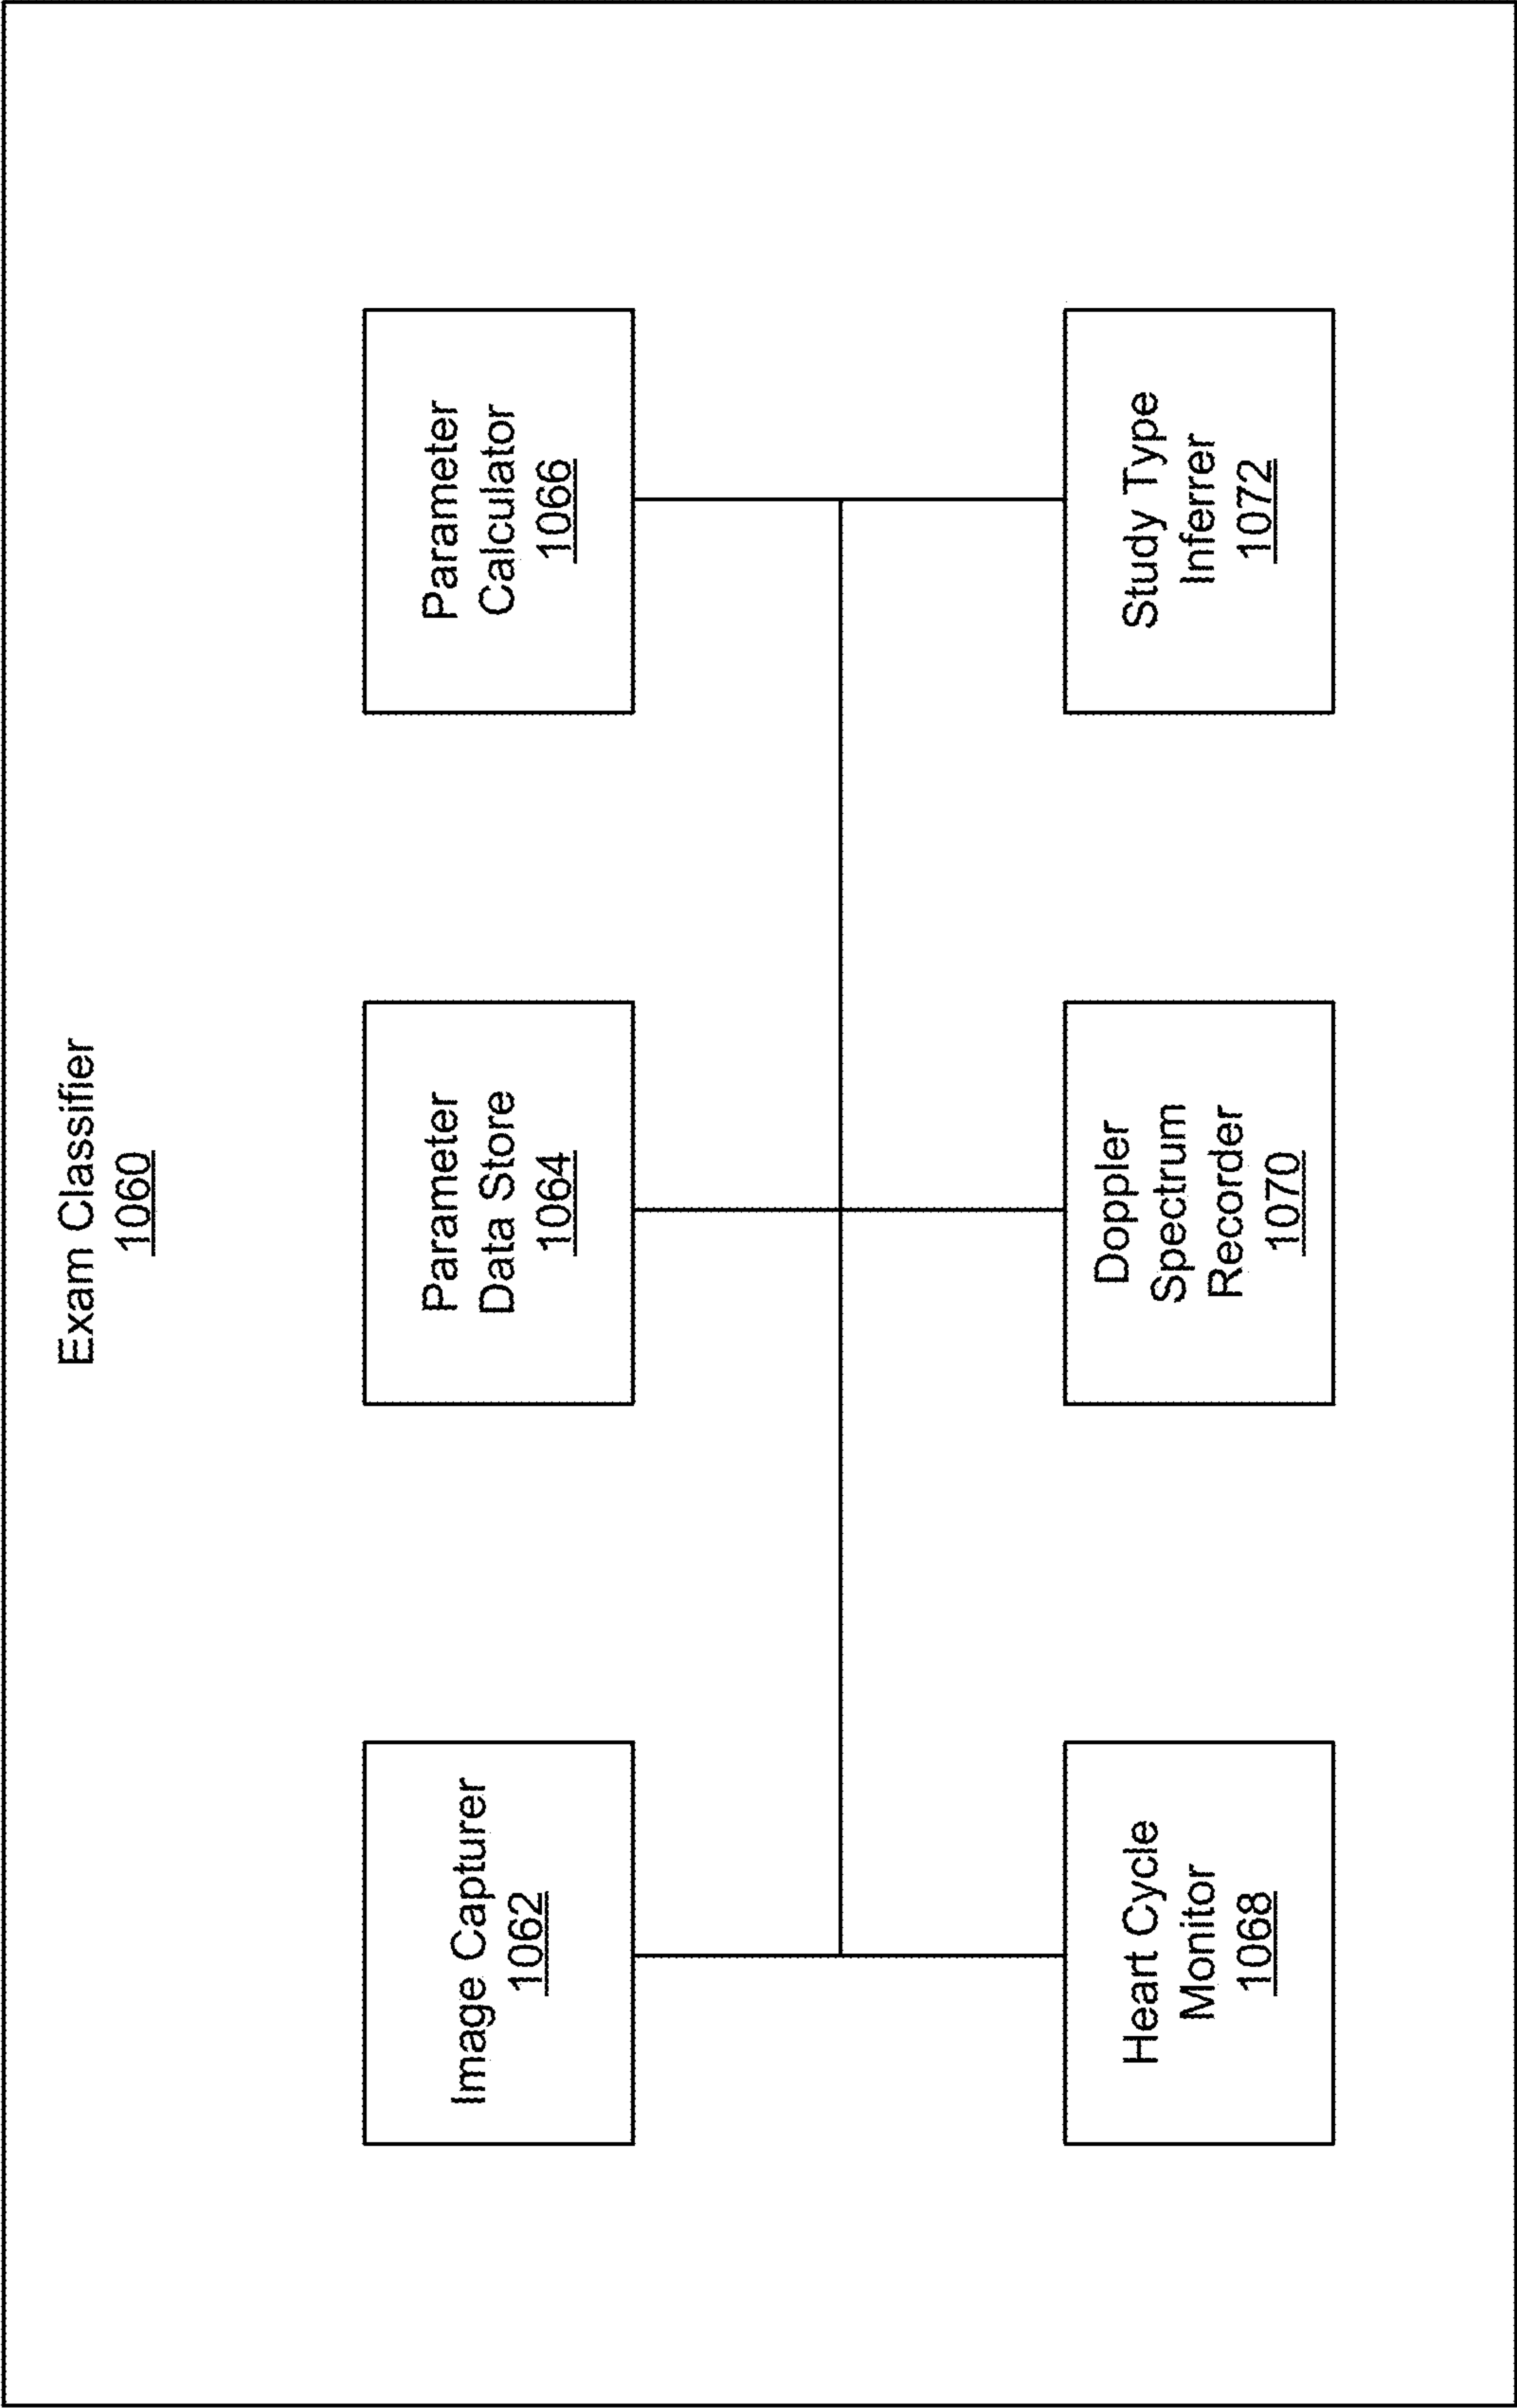 Exam Classifier
1060
Image Capturer
1062
Parameter
Data Store
1064
Parameter
Calculator
1066
Heart Cycle
Monitor
1068
Doppler
Spectrum
Recorder
1070
Study Type
Inferrer
1072